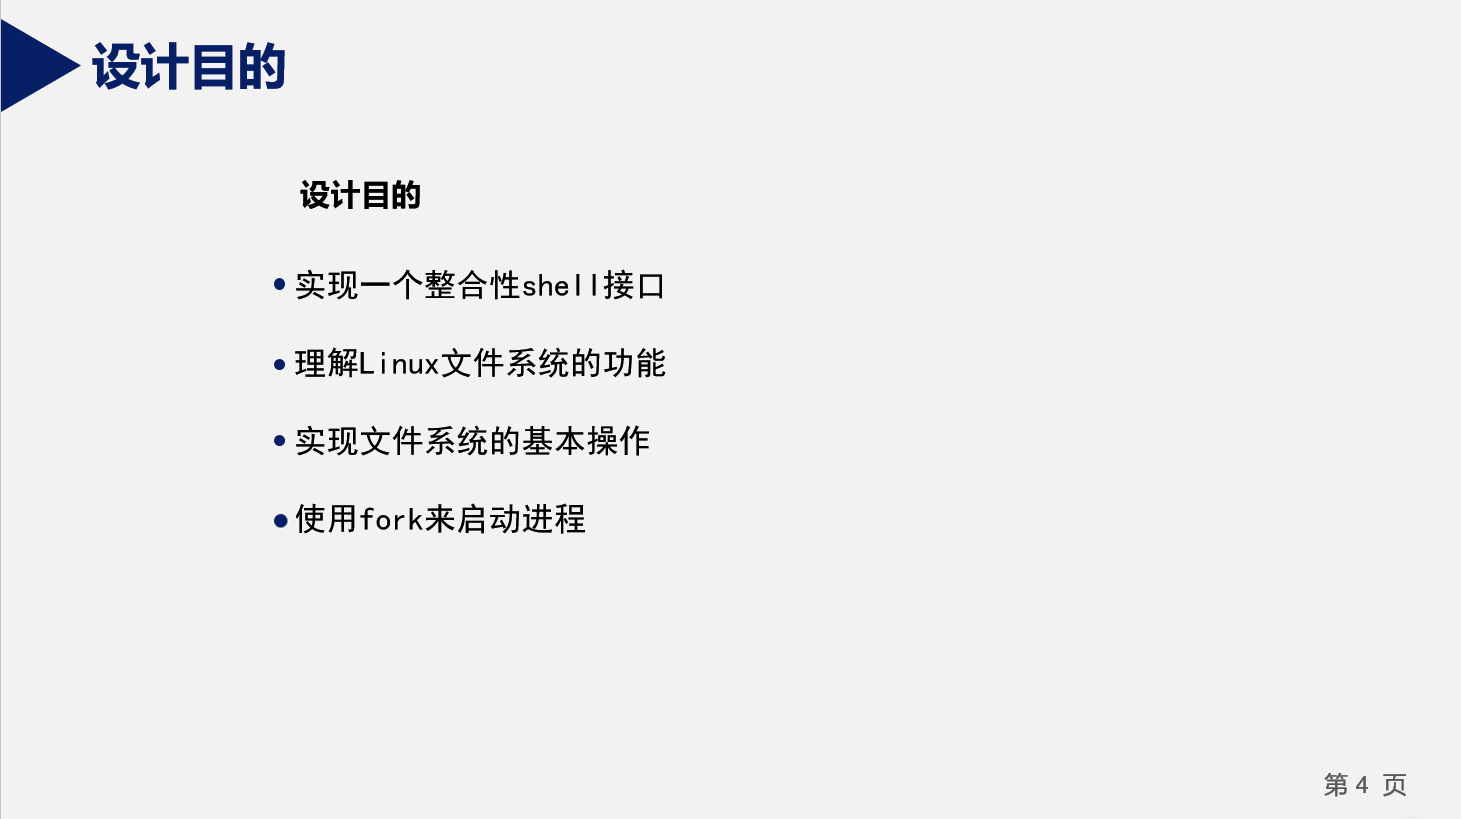 设计目的
设计目的
实现一个整合性shell接口
理解Linux文件系统的功能
实现文件系统的基本操作
使用fork来启动进程
第 4 页